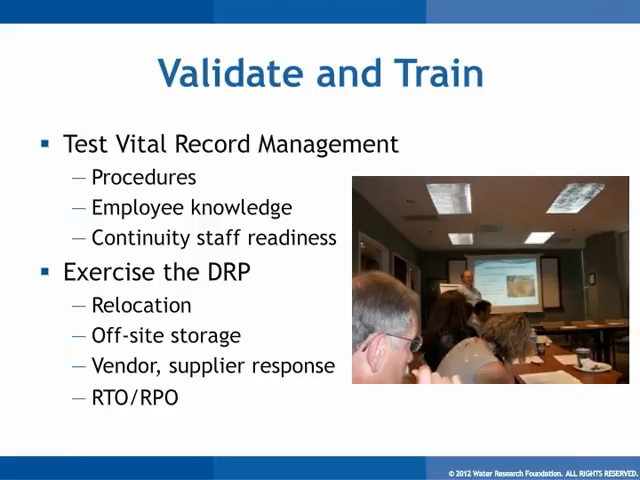 Validate and Train
▪ Test Vital Record Management
— Procedures
— Employee knowledge
— Continuity staff readiness
▪ Exercise the DRP
— Relocation
— Off-site storage
— Vendor, supplier response
— RTO/RPO
© 2012 Water Research Foundation. ALL RIGHTS RESERVED.